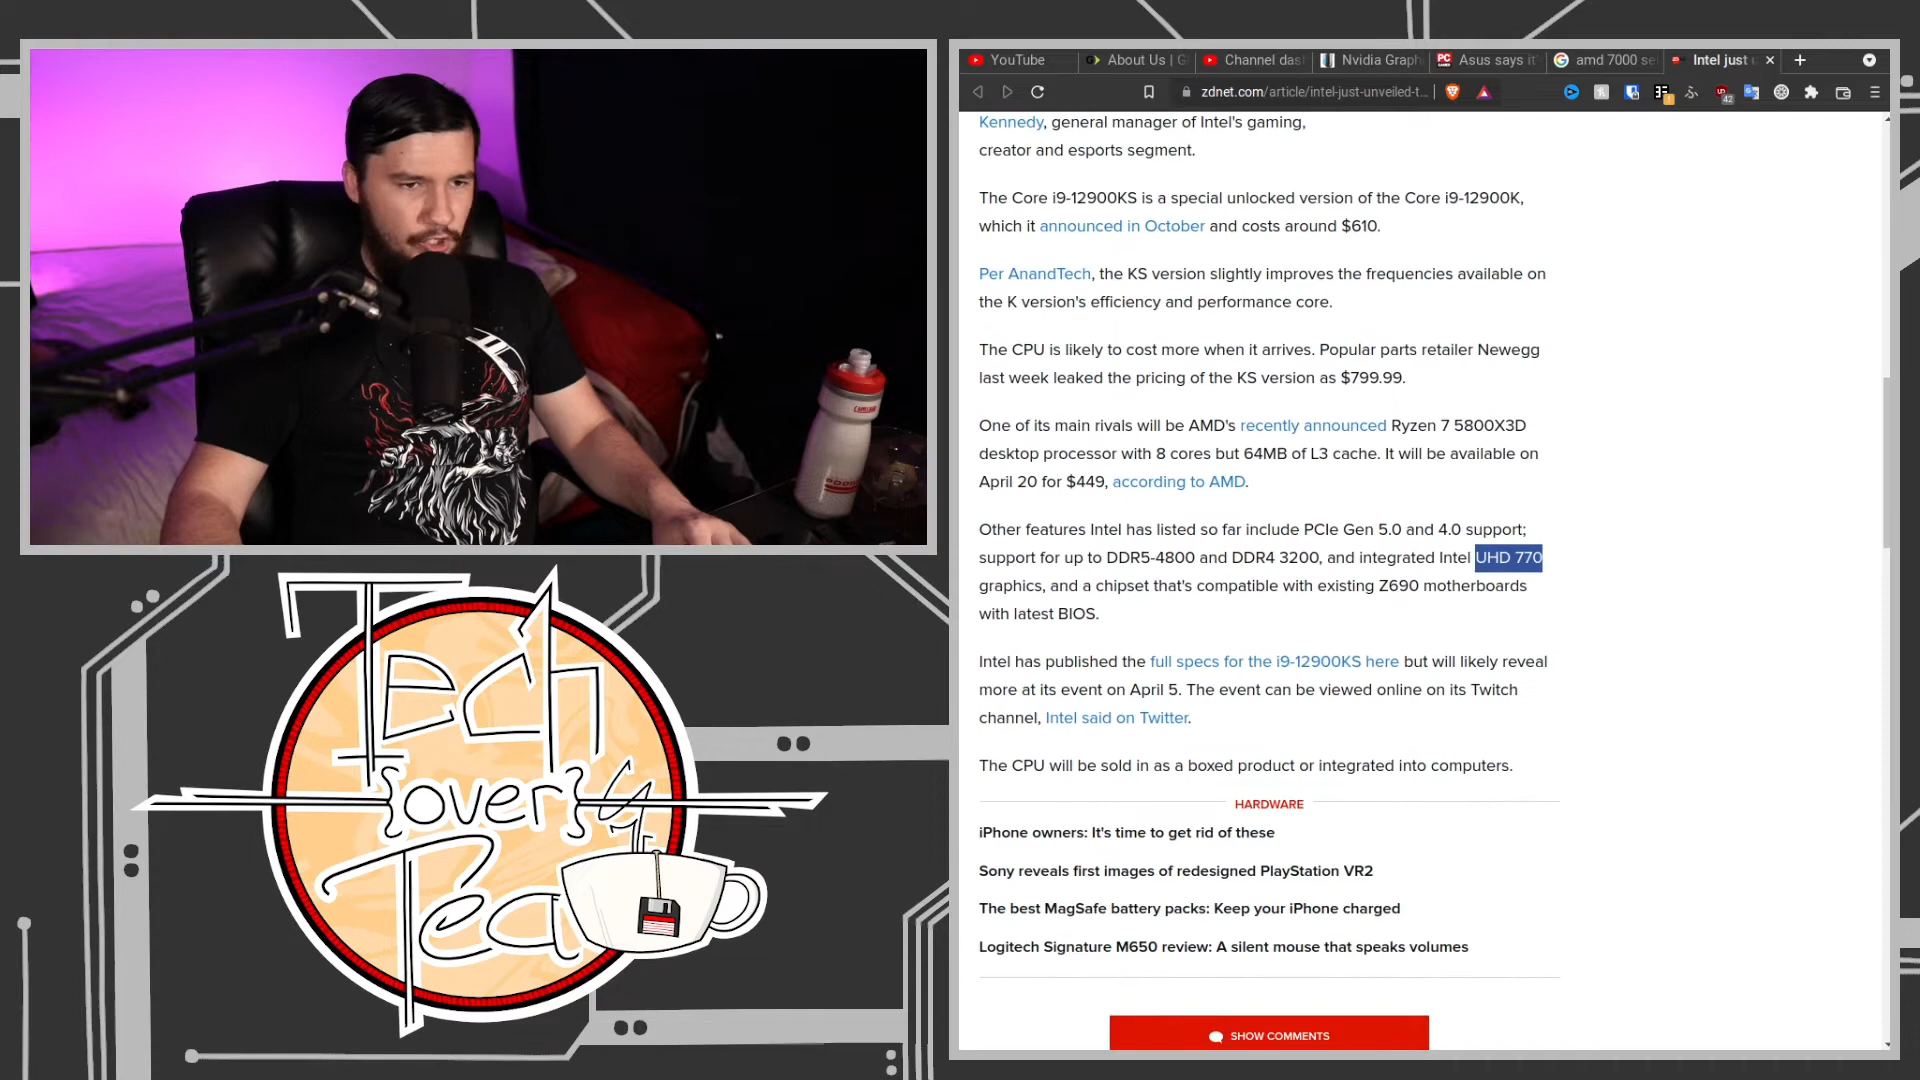 YouTube
About Us | G
Channel das
Nvidia Graph
Asus says it'
amd 7000 se
Intel just u
zdnet.com/article/intel-just-unveiled-t...
42
Kennedy, general manager of Intel's gaming,
creator and esports segment.
The Core i9-12900KS is a special unlocked version of the Core i9-12900K,
which it announced in October and costs around $610.
Per AnandTech, the KS version slightly improves the frequencies available on
the K version's efficiency and performance core.
The CPU is likely to cost more when it arrives. Popular parts retailer Newegg
last week leaked the pricing of the KS version as $799.99.
One of its main rivals will be AMD's recently announced Ryzen 7 5800X3D
desktop processor with 8 cores but 64MB of L3 cache. It will be available on
April 20 for $449, according to AMD.
Other features Intel has listed so far include PCIe Gen 5.0 and 4.0 support;
support for up to DDR5-4800 and DDR4 3200, and integrated Intel UHD 770
graphics, and a chipset that's compatible with existing Z690 motherboards
with latest BIOS.
Intel has published the full specs for the i9-12900KS here but will likely reveal
more at its event on April 5. The event can be viewed online on its Twitch
channel, Intel said on Twitter.
The CPU will be sold in as a boxed product or integrated into computers.
HARDWARE
iPhone owners: It's time to get rid of these
Sony reveals first images of redesigned PlayStation VR2
The best MagSafe battery packs: Keep your iPhone charged
Logitech Signature M650 review: A silent mouse that speaks volumes
SHOW COMMENTS
Tech
{over}
Tea